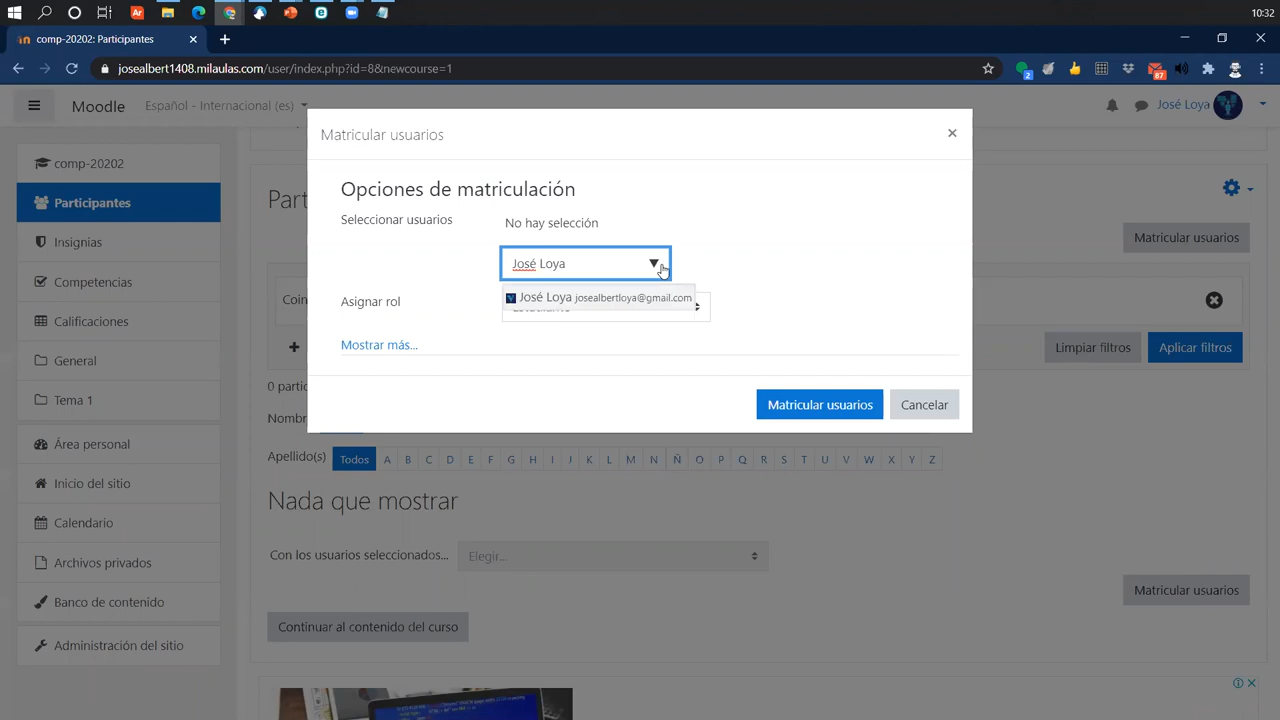 10:32
comp-20202: Participantes
josealbert1408.milaulas.com/user/index.php?id=8&newcourse=1
2
87
Moodle
Español - Internacional (es)
José Loya
Matricular usuarios
comp-20202
Participantes
Insignias
Competencias
Calificaciones
General
Tema 1
Área personal
Inicio del sitio
Calendario
Archivos privados
Banco de contenido
Administración del sitio
Opciones de matriculación
Seleccionar usuarios
No hay selección
José Loya
José Loya josealbertloya@gmail.com
Asignar rol
Estudiante
Mostrar más...
Matricular usuarios
Cancelar
Part
Matricular usuarios
Coin
Limpiar filtros
Aplicar filtros
0 parti
Nombr
Apellido(s)
Todos A B C D E F G H I J K L M N Ñ O P Q R S T U V W X Y Z
Nada que mostrar
Con los usuarios seleccionados...
Elegir...
Matricular usuarios
Continuar al contenido del curso